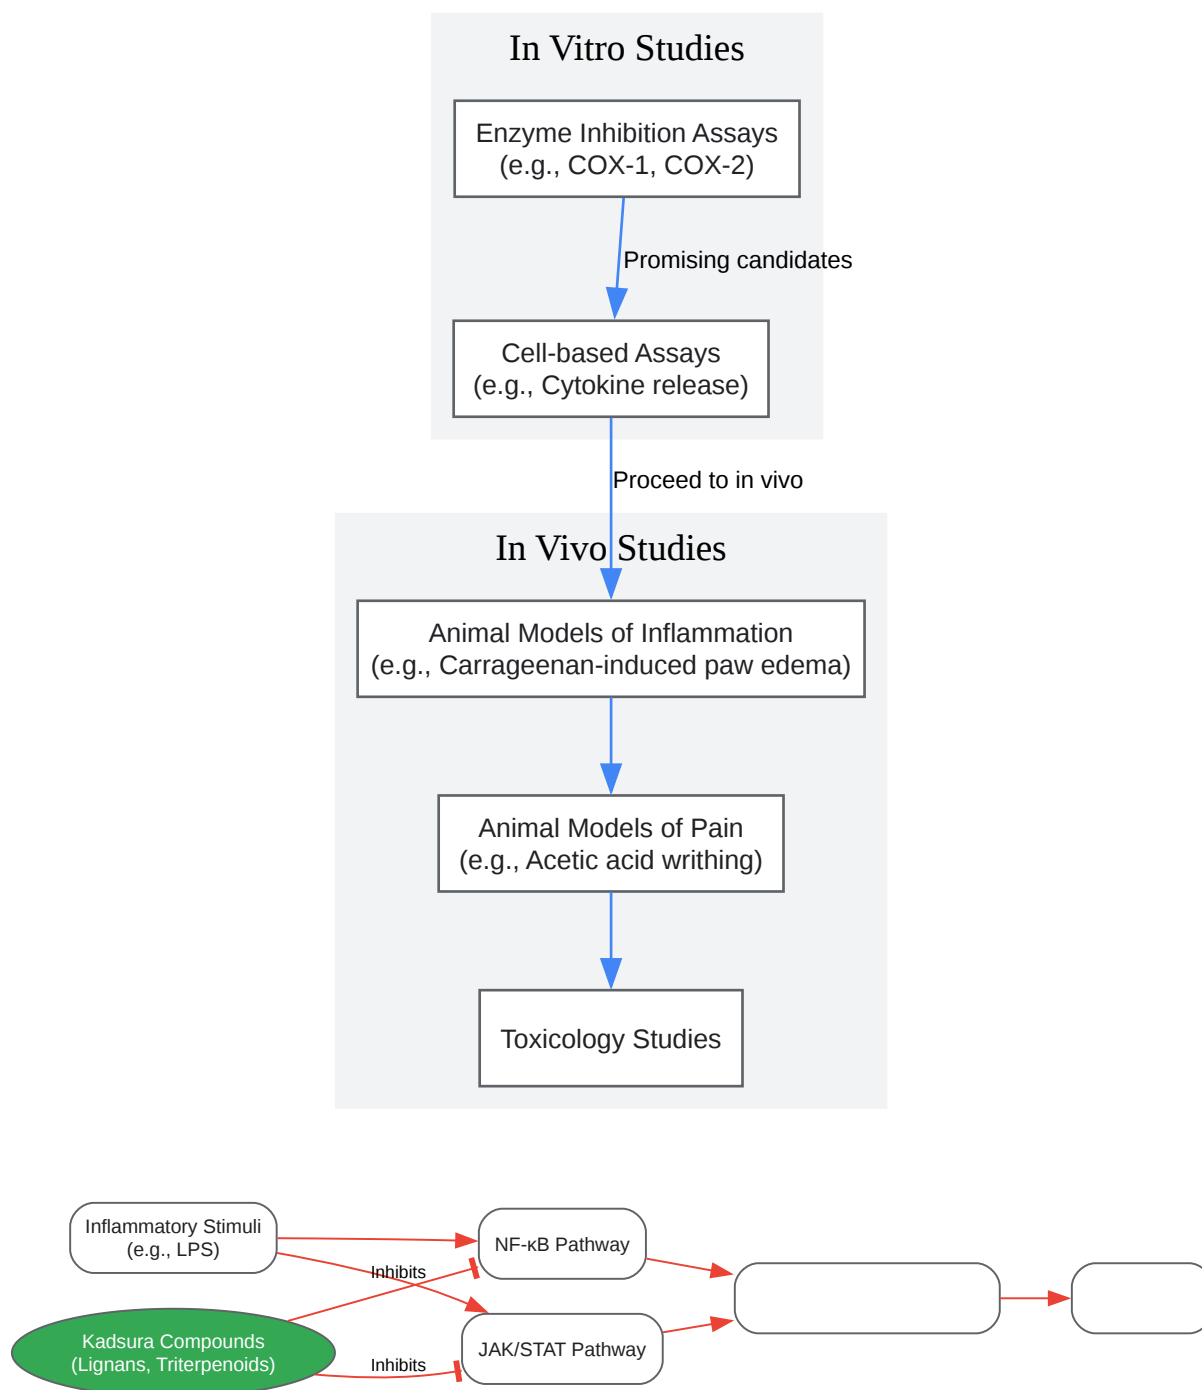 In Vitro Studies
Enzyme Inhibition Assays
(e.g., COX-1, COX-2)
Promising candidates
Cell-based Assays
(e.g., Cytokine release)
Proceed to in vivo
In Vivo Studies
Animal Models of Inflammation
(e.g., Carrageenan-induced paw edema)
Animal Models of Pain
(e.g., Acetic acid writhing)
Toxicology Studies
Inflammatory Stimuli
(e.g., LPS)
NF-κB Pathway
Inhibits
Kadsura Compounds
(Lignans, Triterpenoids)
Inhibits
JAK/STAT Pathway